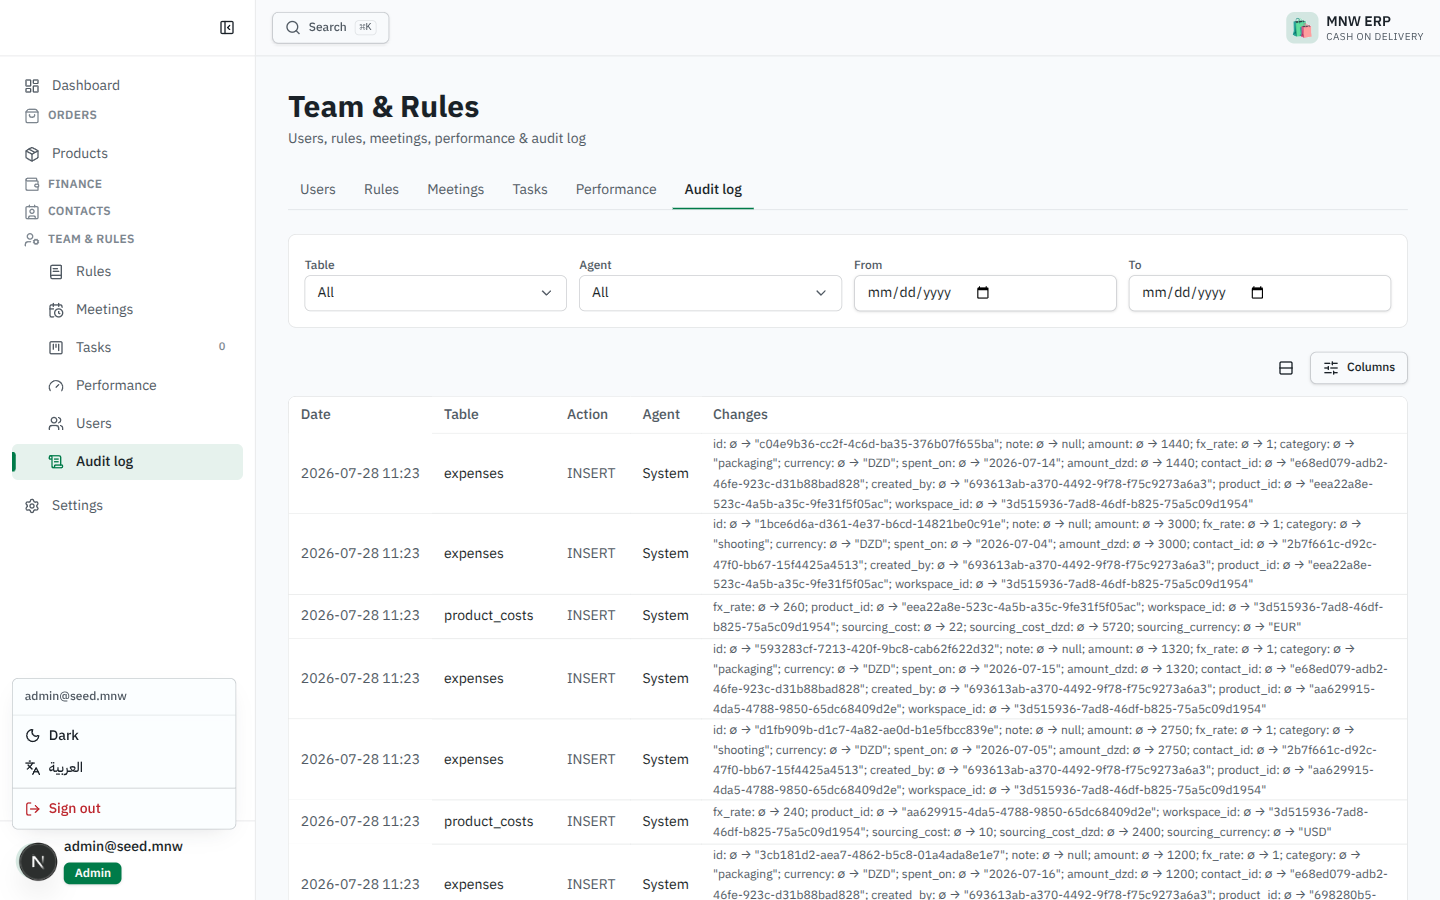 Search ⌘K
MNW ERP
CASH ON DELIVERY
Dashboard
ORDERS
Products
FINANCE
CONTACTS
TEAM & RULES
Rules
Meetings
Tasks 0
Performance
Users
Audit log
Settings
admin@seed.mnw
Dark
العربية
Sign out
N
admin@seed.mnw
Admin
Team & Rules
Users, rules, meetings, performance & audit log
Users Rules Meetings Tasks Performance Audit log
Table Agent From To
All All mm/dd/yyyy mm/dd/yyyy
Columns
Date Table Action Agent Changes
2026-07-28 11:23 expenses INSERT System
id: ø → "c04e9b36-cc2f-4c6d-ba35-376b07f655ba"; note: ø → null; amount: ø → 1440; fx_rate: ø → 1; category: ø →
"packaging"; currency: ø → "DZD"; spent_on: ø → "2026-07-14"; amount_dzd: ø → 1440; contact_id: ø → "e68ed079-adb2-
46fe-923c-d31b88bad828"; created_by: ø → "693613ab-a370-4492-9f78-f75c9273a6a3"; product_id: ø → "eea22a8e-
523c-4a5b-a35c-9fe31f5f05ac"; workspace_id: ø → "3d515936-7ad8-46df-b825-75a5c09d1954"
2026-07-28 11:23 expenses INSERT System
id: ø → "1bce6d6a-d361-4e37-b6cd-14821be0c91e"; note: ø → null; amount: ø → 3000; fx_rate: ø → 1; category: ø →
"shooting"; currency: ø → "DZD"; spent_on: ø → "2026-07-04"; amount_dzd: ø → 3000; contact_id: ø → "2b7f661c-d92c-
47f0-bb67-15f4425a4513"; created_by: ø → "693613ab-a370-4492-9f78-f75c9273a6a3"; product_id: ø → "eea22a8e-
523c-4a5b-a35c-9fe31f5f05ac"; workspace_id: ø → "3d515936-7ad8-46df-b825-75a5c09d1954"
2026-07-28 11:23 product_costs INSERT System
fx_rate: ø → 260; product_id: ø → "eea22a8e-523c-4a5b-a35c-9fe31f5f05ac"; workspace_id: ø → "3d515936-7ad8-46df-
b825-75a5c09d1954"; sourcing_cost: ø → 22; sourcing_cost_dzd: ø → 5720; sourcing_currency: ø → "EUR"
2026-07-28 11:23 expenses INSERT System
id: ø → "593283cf-7213-420f-9bc8-cab62f622d32"; note: ø → null; amount: ø → 1320; fx_rate: ø → 1; category: ø →
"packaging"; currency: ø → "DZD"; spent_on: ø → "2026-07-15"; amount_dzd: ø → 1320; contact_id: ø → "e68ed079-adb2-
46fe-923c-d31b88bad828"; created_by: ø → "693613ab-a370-4492-9f78-f75c9273a6a3"; product_id: ø → "aa629915-
4da5-4788-9850-65dc68409d2e"; workspace_id: ø → "3d515936-7ad8-46df-b825-75a5c09d1954"
2026-07-28 11:23 expenses INSERT System
id: ø → "d1fb909b-d1c7-4a82-ae0d-b1e5fbcc839e"; note: ø → null; amount: ø → 2750; fx_rate: ø → 1; category: ø →
"shooting"; currency: ø → "DZD"; spent_on: ø → "2026-07-05"; amount_dzd: ø → 2750; contact_id: ø → "2b7f661c-d92c-
47f0-bb67-15f4425a4513"; created_by: ø → "693613ab-a370-4492-9f78-f75c9273a6a3"; product_id: ø → "aa629915-
4da5-4788-9850-65dc68409d2e"; workspace_id: ø → "3d515936-7ad8-46df-b825-75a5c09d1954"
2026-07-28 11:23 product_costs INSERT System
fx_rate: ø → 240; product_id: ø → "aa629915-4da5-4788-9850-65dc68409d2e"; workspace_id: ø → "3d515936-7ad8-
46df-b825-75a5c09d1954"; sourcing_cost: ø → 10; sourcing_cost_dzd: ø → 2400; sourcing_currency: ø → "USD"
2026-07-28 11:23 expenses INSERT System
id: ø → "3cb181d2-aea7-4862-b5c8-01a4ada8e1e7"; note: ø → null; amount: ø → 1200; fx_rate: ø → 1; category: ø →
"packaging"; currency: ø → "DZD"; spent_on: ø → "2026-07-16"; amount_dzd: ø → 1200; contact_id: ø → "e68ed079-adb2-
46fe-923c-d31b88bad828"; created_by: ø → "693613ab-a370-4492-9f78-f75c9273a6a3"; product_id: ø → "698280b5-